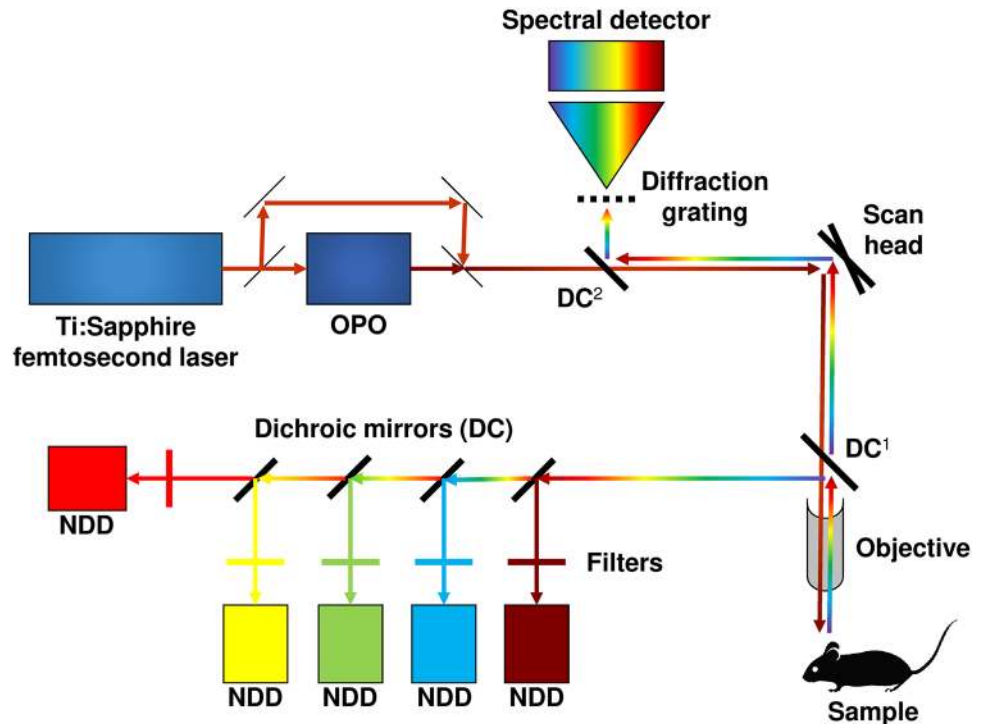 Spectral detector
Diffraction
grating
Scan
head
DC²
Ti:Sapphire
femtosecond laser
OPO
Dichroic mirrors (DC)
DC¹
NDD
Objective
Filters
NDD
NDD
NDD
NDD
Sample